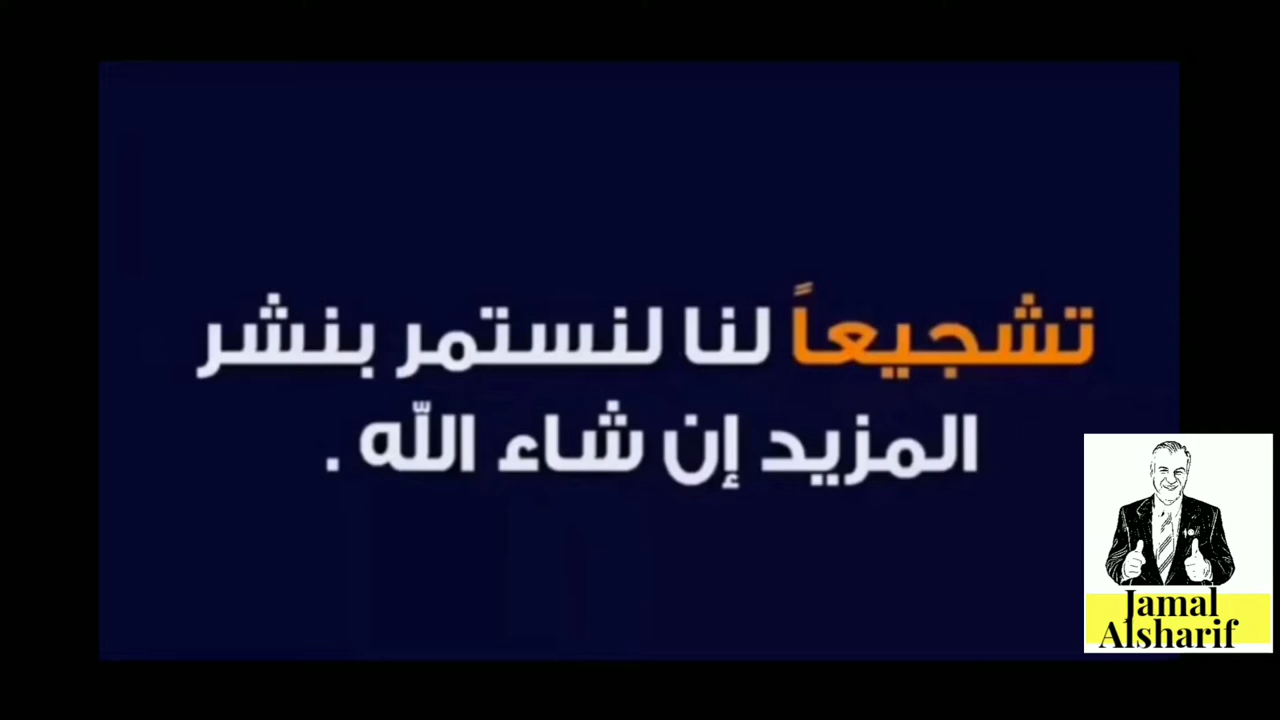 تشجيعاً لنا لنستمر بنشر
المزيد إن شاء الله .
Jamal
Alsharif